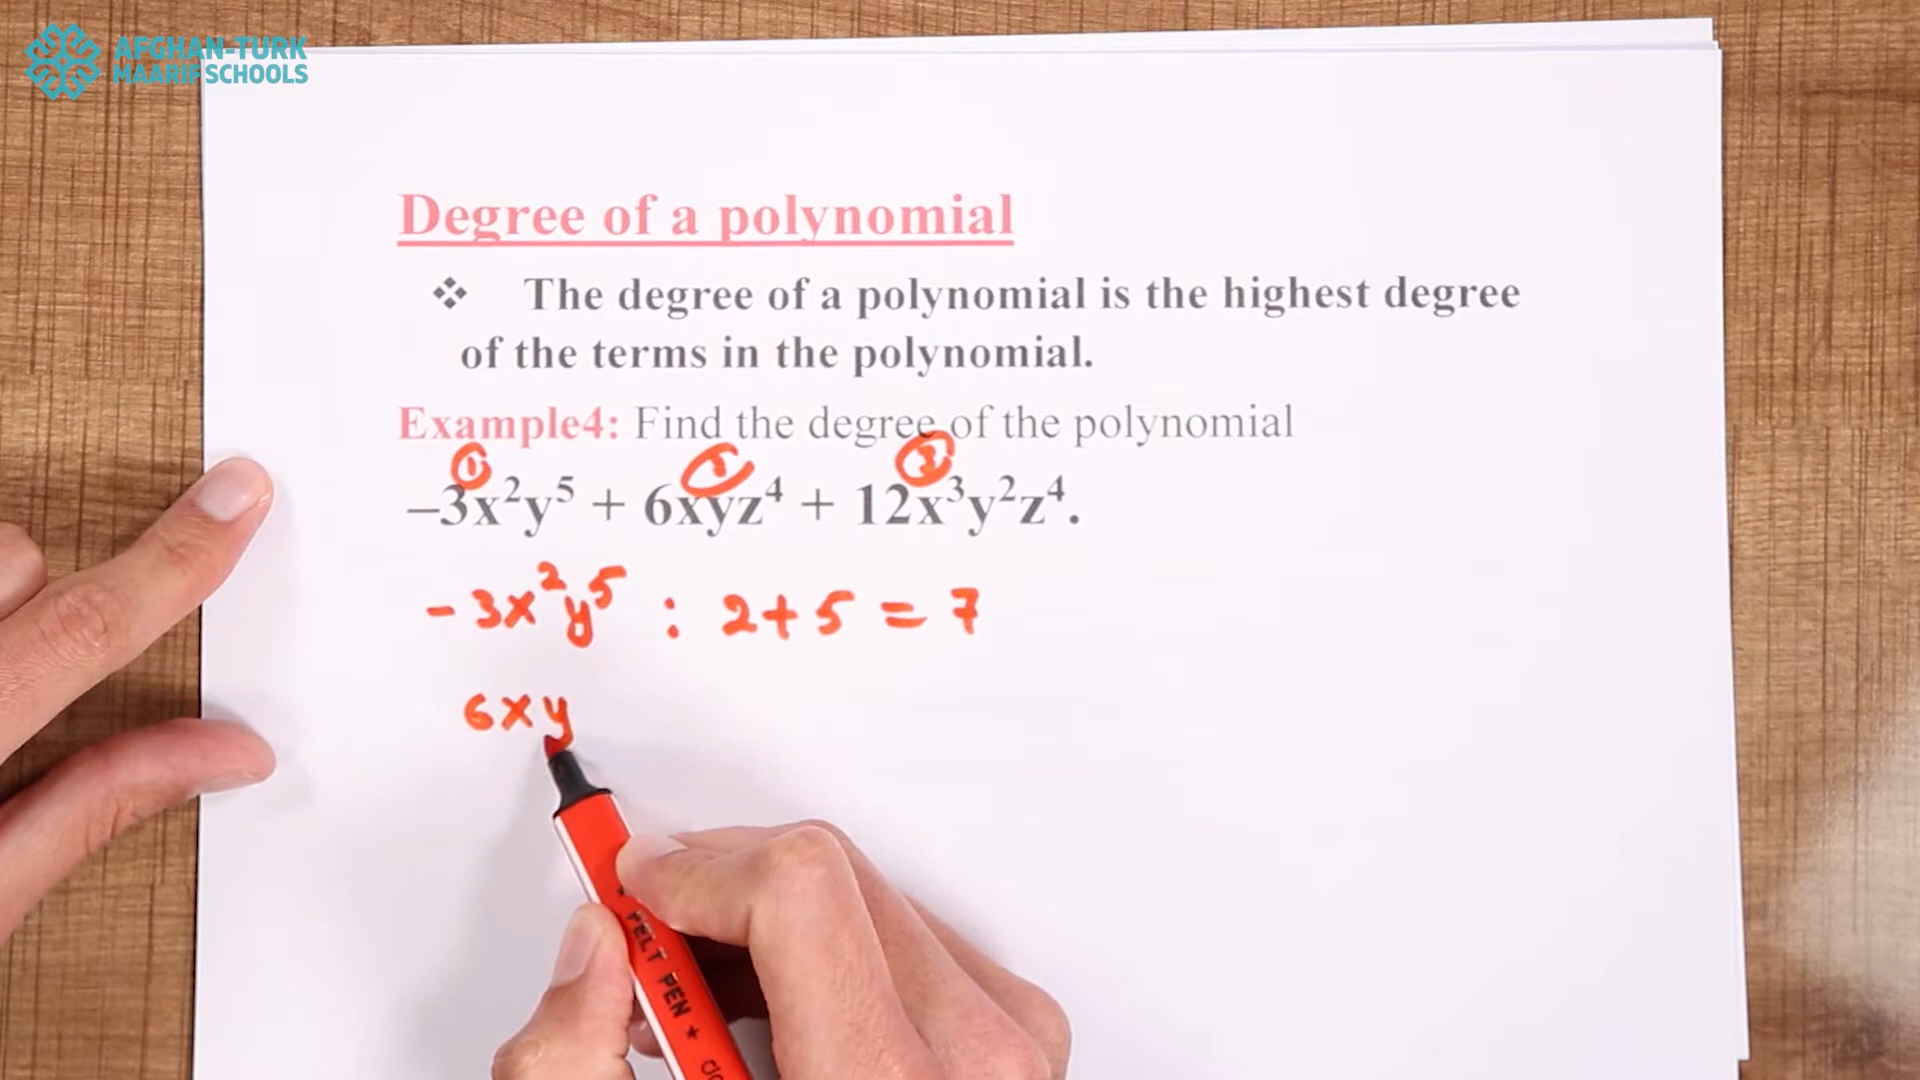 AFGHAN-TURK
MAARIF SCHOOLS
Degree of a polynomial
❖ The degree of a polynomial is the highest degree
of the terms in the polynomial.
Example4: Find the degree of the polynomial
–3x²y⁵ + 6xyz⁴ + 12x³y²z⁴.
-3x²y⁵ : 2+5 = 7
6xy
FELT PEN